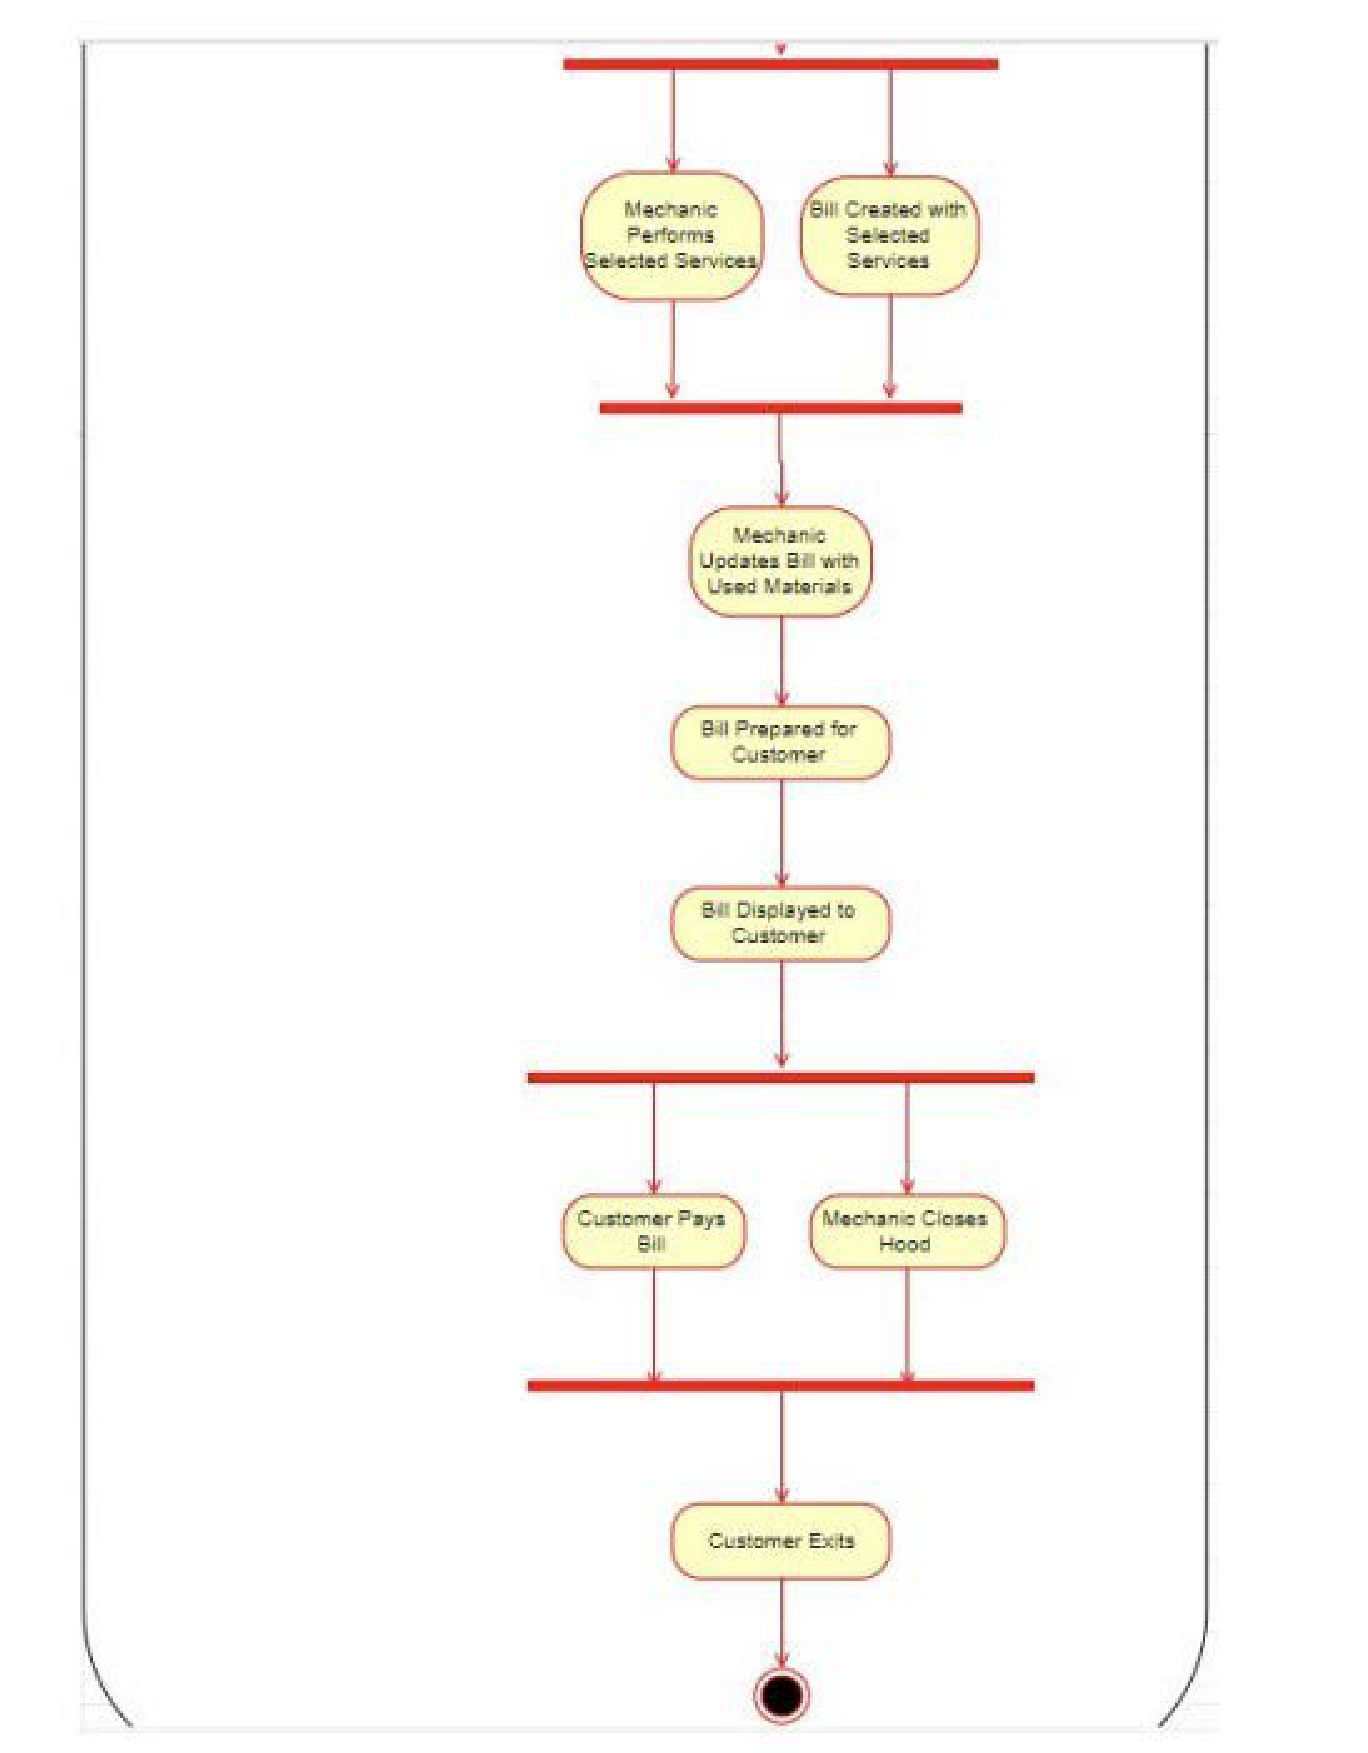 Mechanic
Performs
Selected Services
Bill Created with
Selected
Services
Mechanic
Updates Bill with
Used Materials
Bill Prepared for
Customer
Bill Displayed to
Customer
Customer Pays
Bill
Mechanic Closes
Hood
Customer Exits